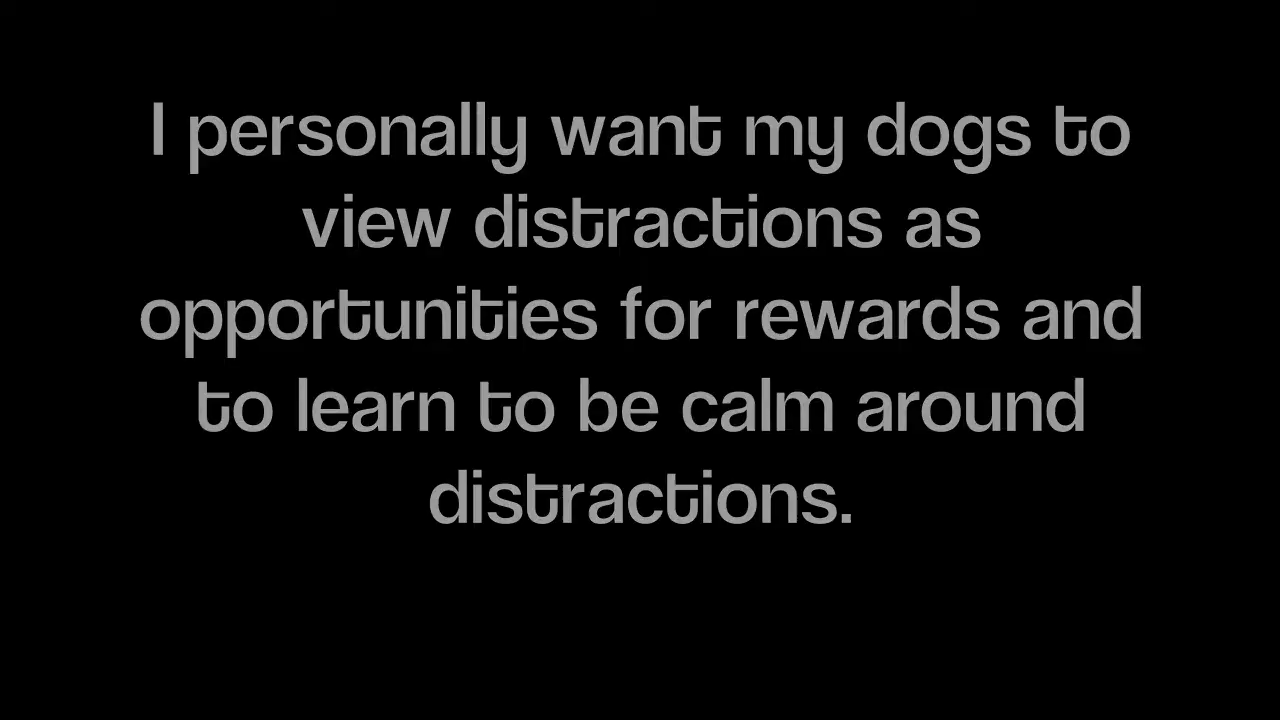 I personally want my dogs to
view distractions as
opportunities for rewards and
to learn to be calm around
distractions.